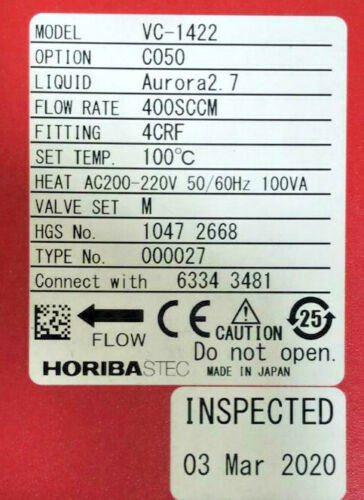 MODEL VC-1422
OPTION C050
LIQUID Aurora2.7
FLOW RATE 400SCCM
FITTING 4CRF
SET TEMP. 100℃
HEAT AC200-220V 50/60Hz 100VA
VALVE SET M
HGS No. 1047 2668
TYPE No. 000027
Connect with 6334 3481
FLOW
CE
CAUTION
25
Do not open.
HORIBASTEC
MADE IN JAPAN
INSPECTED
03 Mar 2020